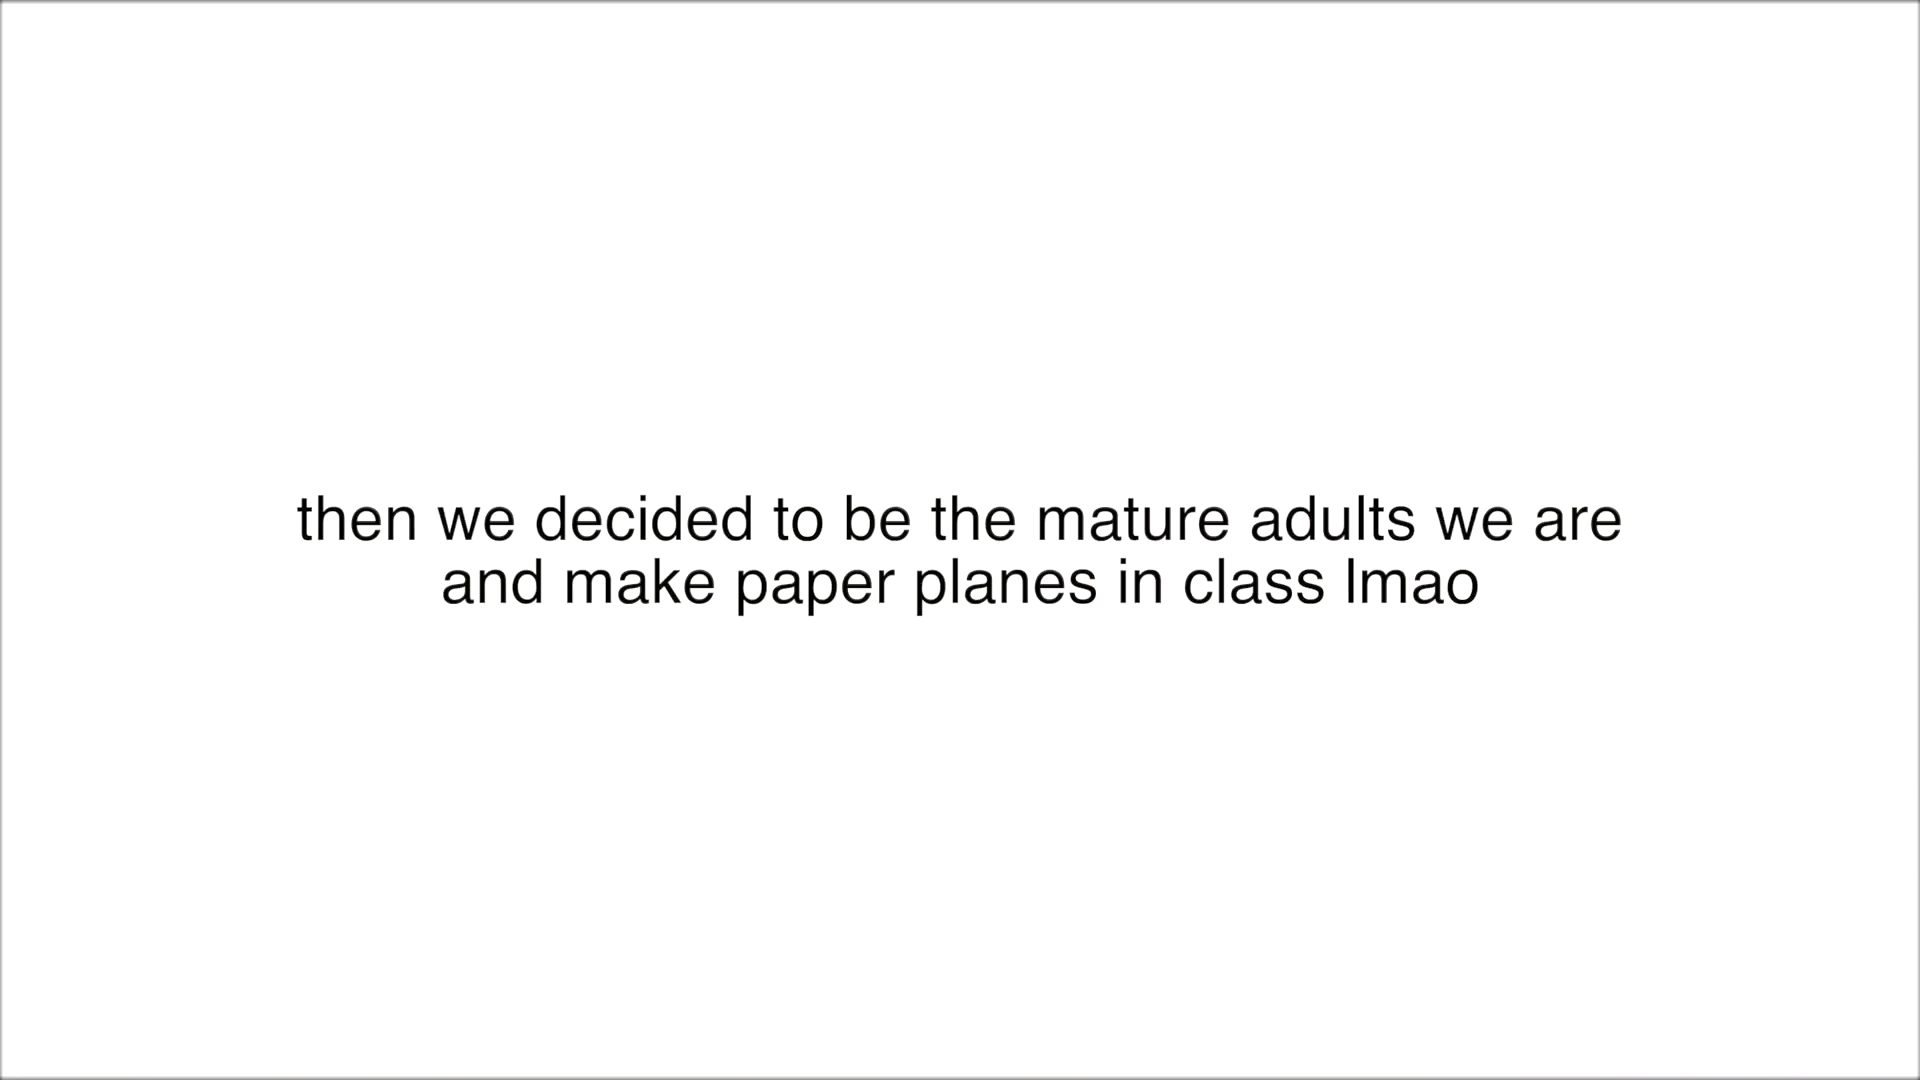 then we decided to be the mature adults we are
and make paper planes in class lmao